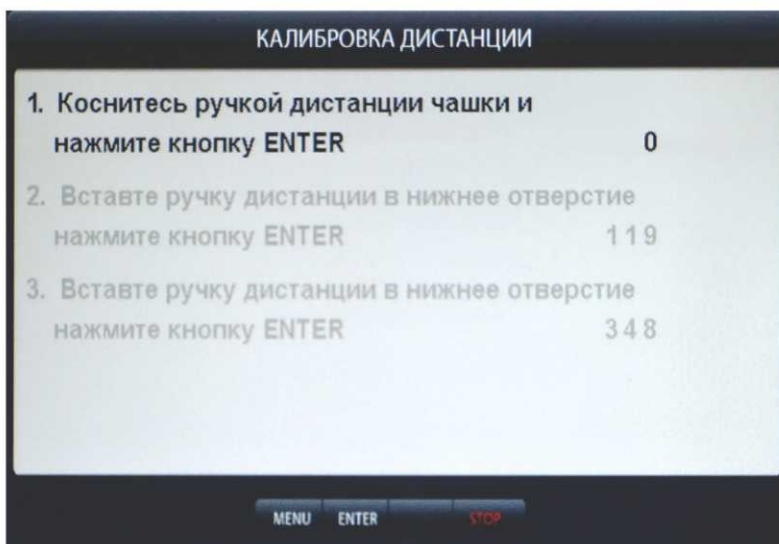 КАЛИБРОВКА ДИСТАНЦИИ
1. Коснитесь ручкой дистанции чашки и
нажмите кнопку ENTER 0
2. Вставте ручку дистанции в нижнее отверстие
нажмите кнопку ENTER 119
3. Вставте ручку дистанции в нижнее отверстие
нажмите кнопку ENTER 348
MENU ENTER STOP